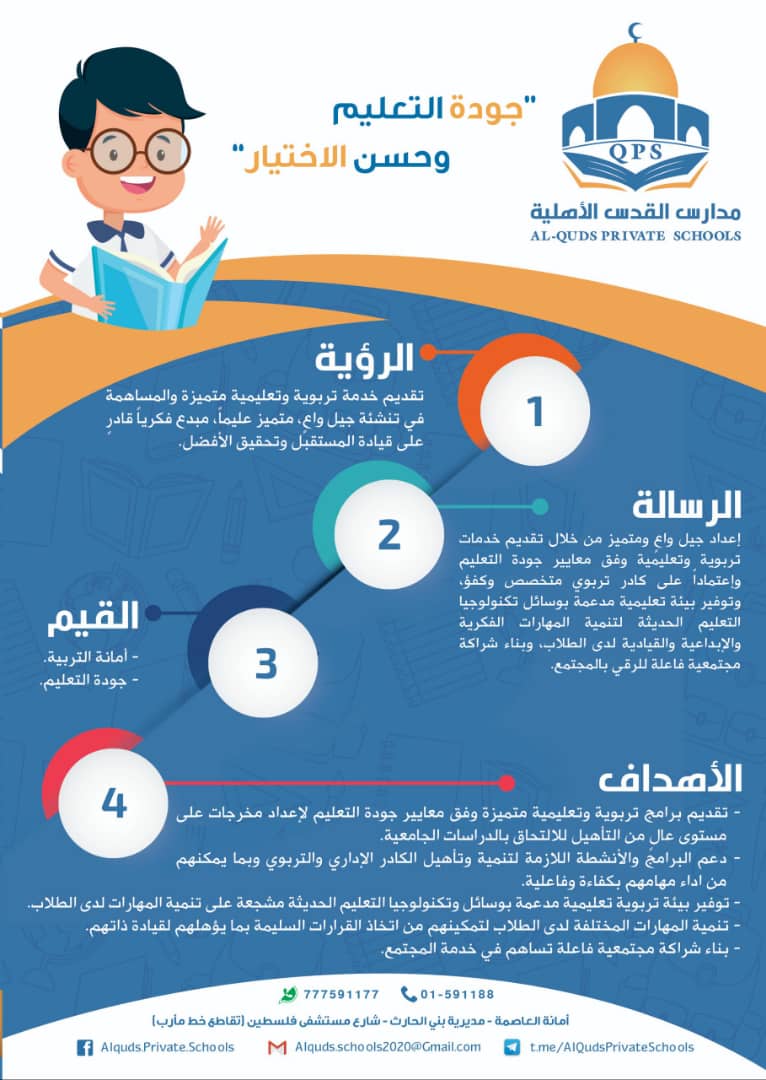 "جودة التعليم
وحسن الاختيار"
QPS
مدارس القدس الأهلية
AL-QUDS PRIVATE SCHOOLS
1
الرؤية
تقديم خدمة تربوية وتعليمية متميزة والمساهمة
في تنشئة جيل واعٍ، متميز عليماً، مبدع فكرياً قادرٍ
على قيادة المستقبل وتحقيق الأفضل.
2
الرسالة
إعداد جيل واعٍ ومتميز من خلال تقديم خدمات
تربوية وتعليمية وفق معايير جودة التعليم
وإعتماداً على كادر تربوي متخصص وكفؤ،
وتوفير بيئة تعليمية مدعمة بوسائل تكنولوجيا
التعليم الحديثة لتنمية المهارات الفكرية
والإبداعية والقيادية لدى الطلاب، وبناء شراكة
مجتمعية فاعلة للرقي بالمجتمع.
3
القيم
- أمانة التربية.
- جودة التعليم.
4
الأهداف
- تقديم برامج تربوية وتعليمية متميزة وفق معايير جودة التعليم لإعداد مخرجات على
مستوى عالٍ من التأهيل للالتحاق بالدراسات الجامعية.
- دعم البرامج والأنشطة اللازمة لتنمية وتأهيل الكادر الإداري والتربوي وبما يمكنهم
من اداء مهامهم بكفاءة وفاعلية.
- توفير بيئة تربوية تعليمية مدعمة بوسائل وتكنولوجيا التعليم الحديثة مشجعة على تنمية المهارات لدى الطلاب.
- تنمية المهارات المختلفة لدى الطلاب لتمكينهم من اتخاذ القرارات السليمة بما يؤهلهم لقيادة ذاتهم.
- بناء شراكة مجتمعية فاعلة تساهم في خدمة المجتمع.
777591177 01-591188
أمانة العاصمة - مديرية بني الحارث - شارع مستشفى فلسطين (تقاطع خط مأرب)
Alquds.Private.Schools Alquds.schools2020@Gmail.com t.me/AlQudsPrivateSchools